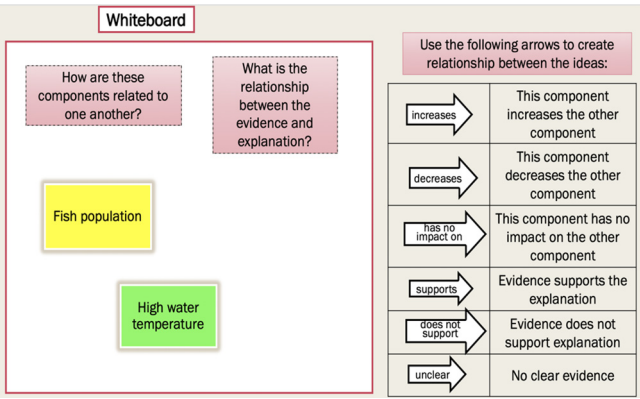 Whiteboard
How are these
components related to
one another?
What is the
relationship
between the
evidence and
explanation?
Fish population
High water
temperature
Use the following arrows to create
relationship between the ideas:
increases
This component
increases the other
component
decreases
This component
decreases the other
component
has no
impact on
This component has no
impact on the other
component
supports
Evidence supports the
explanation
does not
support
Evidence does not
support explanation
unclear
No clear evidence